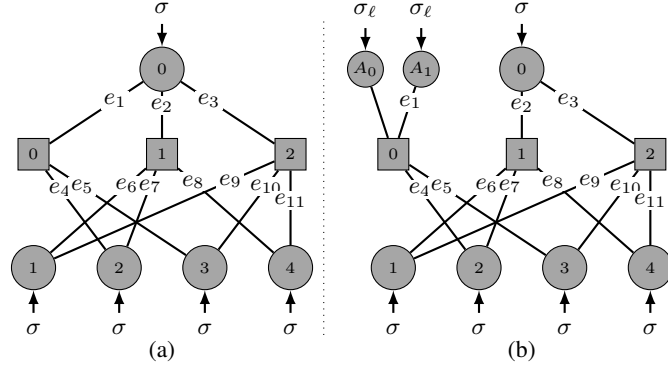 σ σℓ σℓ σ
0 A₀ A₁ 0
e₁ e₂ e₃ e₁ e₂ e₃
0 1 2 0 1 2
e₄ e₅ e₆ e₇ e₈ e₉ e₁₀ e₁₁ e₄ e₅ e₆ e₇ e₈ e₉ e₁₀ e₁₁
1 2 3 4 1 2 3 4
σ σ σ σ σ σ σ σ
(a) (b)